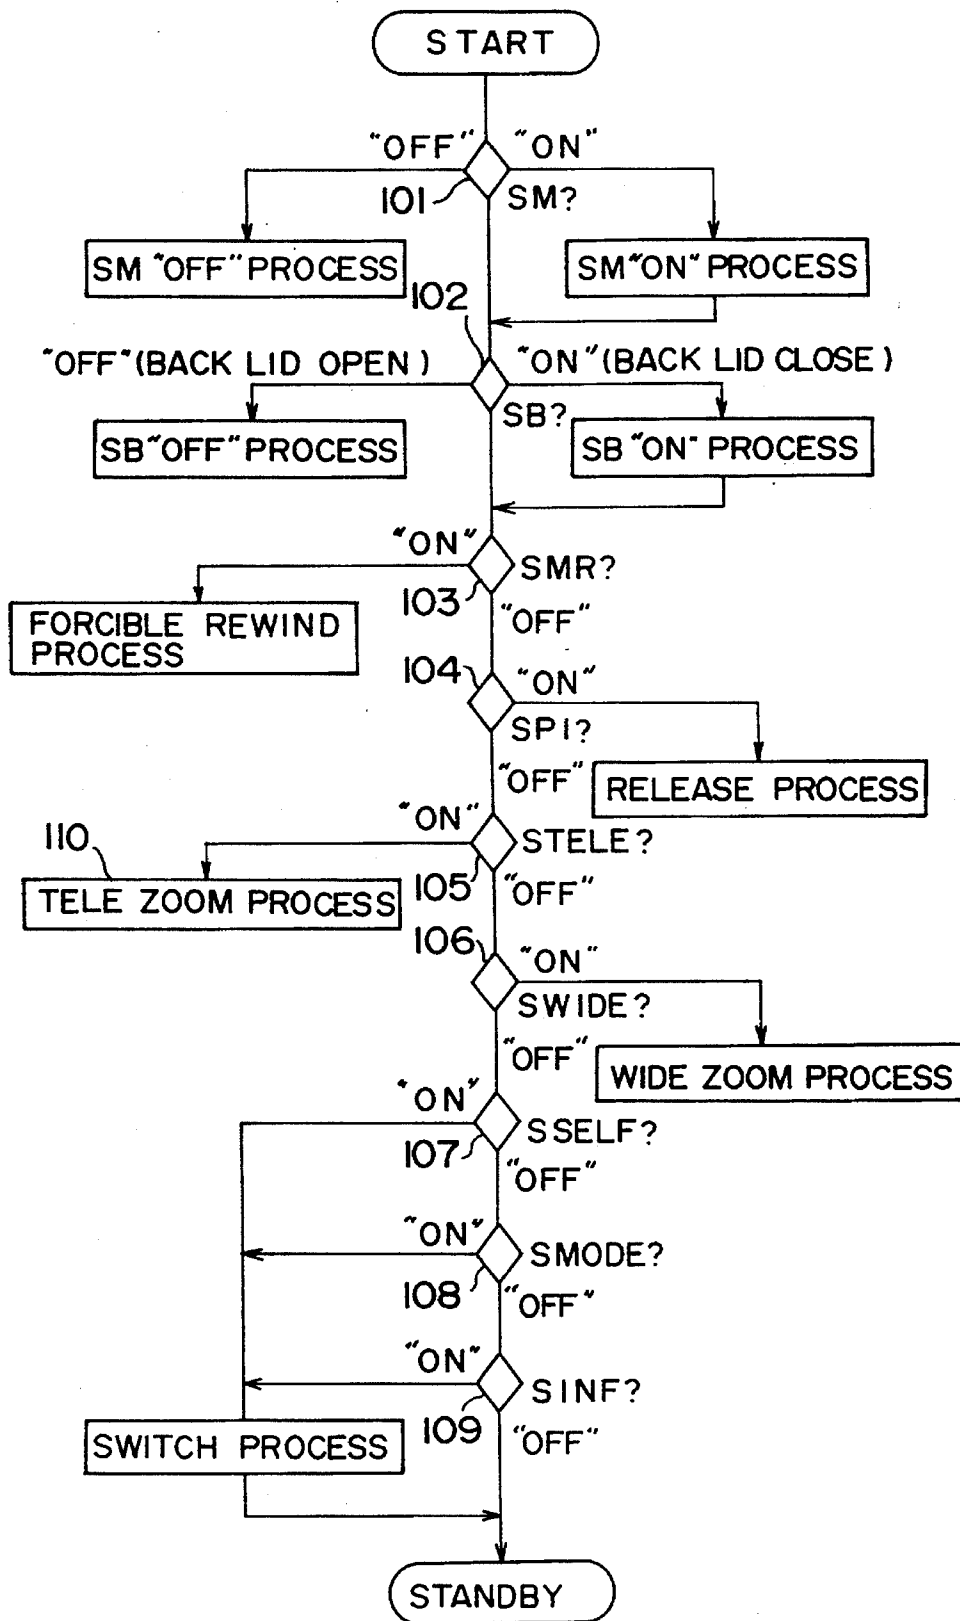 START
"OFF"
"ON"
101
SM?
SM "OFF" PROCESS
SM "ON" PROCESS
102
"OFF" (BACK LID OPEN)
"ON" (BACK LID CLOSE)
SB?
SB "OFF" PROCESS
SB "ON" PROCESS
"ON"
SMR?
103
"OFF"
FORCIBLE REWIND
PROCESS
104
"ON"
SP1?
"OFF"
RELEASE PROCESS
"ON"
STELE?
110
105
"OFF"
TELE ZOOM PROCESS
106
"ON"
SWIDE?
"OFF"
WIDE ZOOM PROCESS
"ON"
SSELF?
107
"OFF"
"ON"
SMODE?
108
"OFF"
"ON"
SINF?
109
"OFF"
SWITCH PROCESS
STANDBY